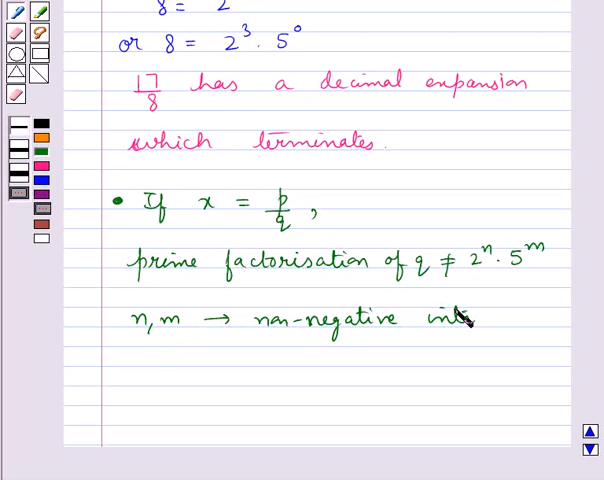 8 = 2
or 8 = 2³ · 5⁰
17/8 has a decimal expansion
which terminates.
• If x = p/q ,
prime factorisation of q ≠ 2ⁿ · 5ᵐ
n, m → non-negative inte